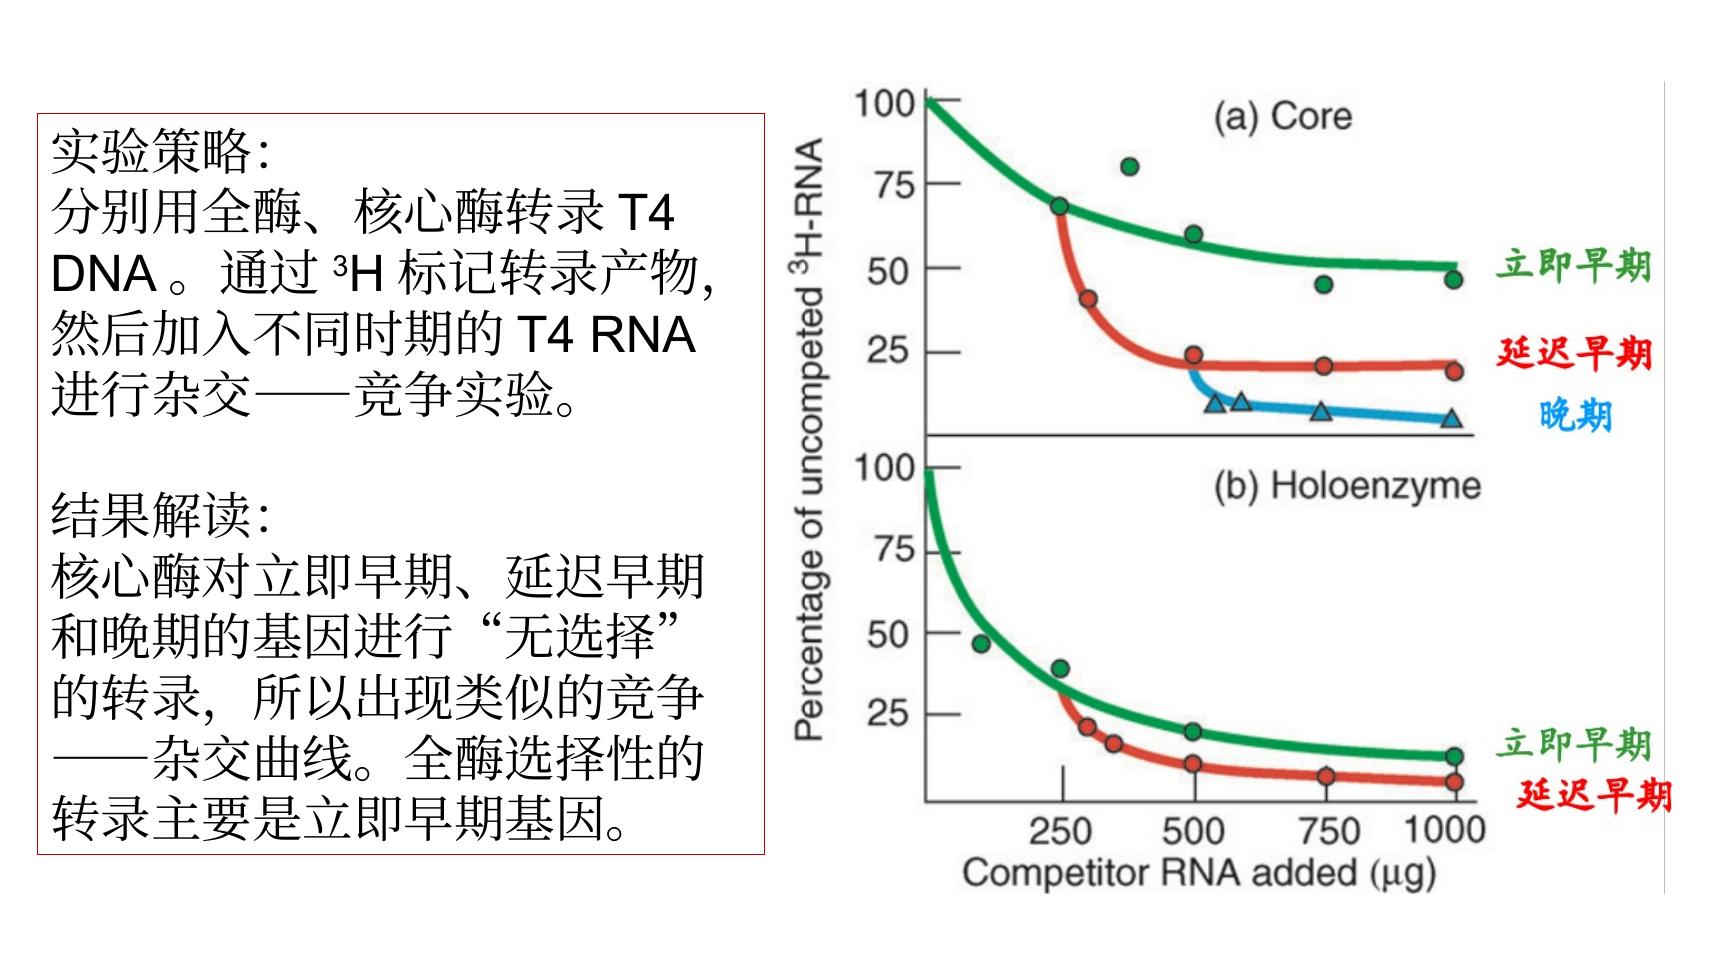 实验策略：
分别用全酶、核心酶转录 T4
DNA 。通过 ³H 标记转录产物，
然后加入不同时期的 T4 RNA
进行杂交——竞争实验。
结果解读：
核心酶对立即早期、延迟早期
和晚期的基因进行“无选择”
的转录，所以出现类似的竞争
——杂交曲线。全酶选择性的
转录主要是立即早期基因。
Percentage of uncompeted ³H-RNA
(a) Core
100
75
50
25
立即早期
延迟早期
晚期
(b) Holoenzyme
100
75
50
25
立即早期
延迟早期
250 500 750 1000
Competitor RNA added (μg)